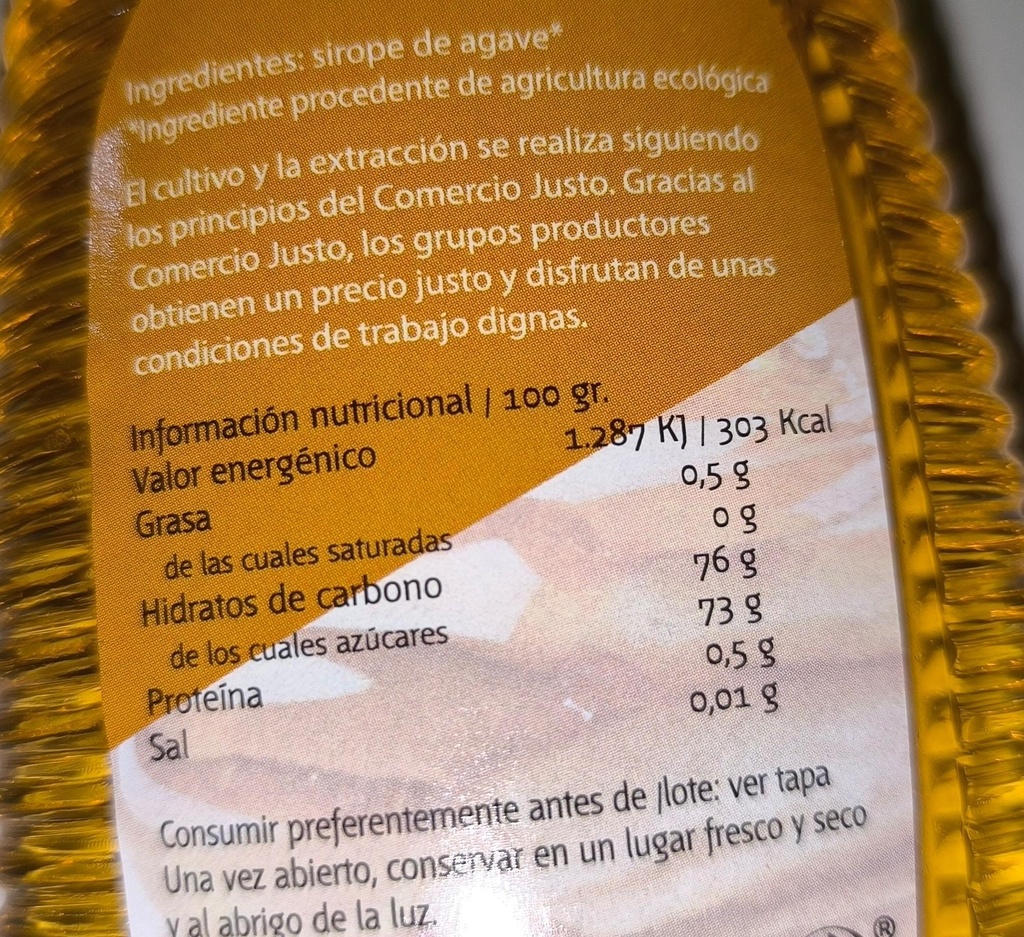 Ingredientes: sirope de agave*
*Ingrediente procedente de agricultura ecológica
El cultivo y la extracción se realiza siguiendo
los principios del Comercio Justo. Gracias al
Comercio Justo, los grupos productores
obtienen un precio justo y disfrutan de unas
condiciones de trabajo dignas.
Información nutricional / 100 gr.
Valor energénico 1.287 KJ | 303 Kcal
Grasa 0,5 g
de las cuales saturadas 0 g
Hidratos de carbono 76 g
de los cuales azúcares 73 g
Proteína 0,5 g
Sal 0,01 g
Consumir preferentemente antes de /lote: ver tapa
Una vez abierto, conservar en un lugar fresco y seco
y al abrigo de la luz.
®